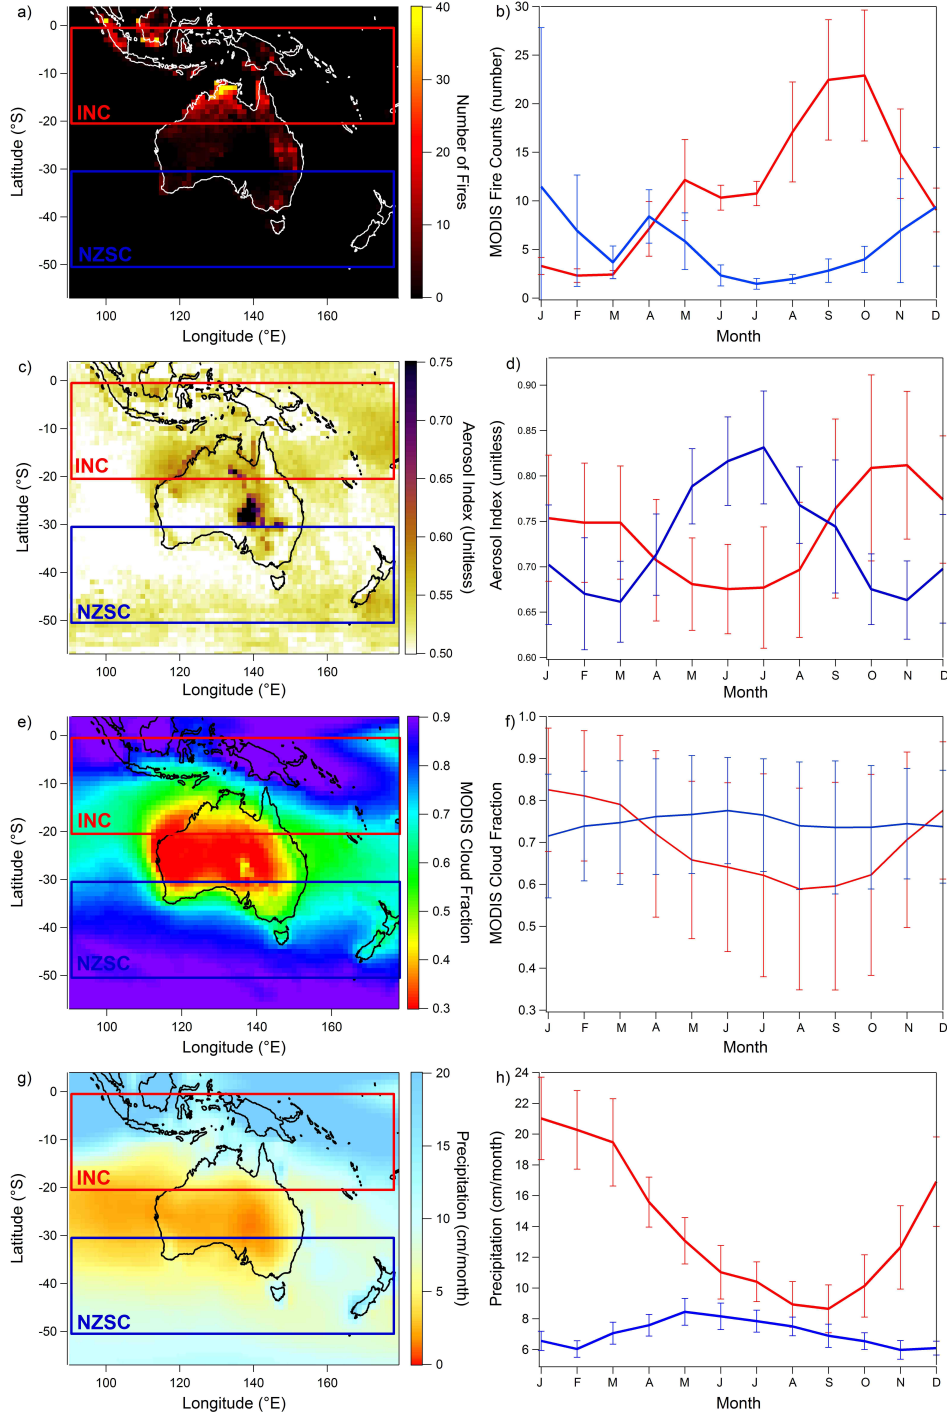 a)
0
-10
-20
-30
-40
-50
Latitude (°S)
INC
NZSC
100
120
140
160
Longitude (°E)
40
30
20
10
0
Number of Fires
b)
30
25
20
15
10
5
0
MODIS Fire Counts (number)
J F M A M J J A S O N D
Month
c)
0
-10
-20
-30
-40
-50
Latitude (°S)
INC
NZSC
100
120
140
160
Longitude (°E)
0.75
0.70
0.65
0.60
0.55
0.50
Aerosol Index (Unitless)
d)
0.90
0.85
0.80
0.75
0.70
0.65
0.60
Aerosol Index (unitless)
J F M A M J J A S O N D
Month
e)
0
-10
-20
-30
-40
-50
Latitude (°S)
INC
NZSC
100
120
140
160
Longitude (°E)
0.9
0.8
0.7
0.6
0.5
0.4
0.3
MODIS Cloud Fraction
f)
1.0
0.9
0.8
0.7
0.6
0.5
0.4
0.3
MODIS Cloud Fraction
J F M A M J J A S O N D
Month
g)
0
-10
-20
-30
-40
-50
Latitude (°S)
INC
NZSC
100
120
140
160
Longitude (°E)
20
15
10
5
0
Precipitation (cm/month)
h)
24
22
20
18
16
14
12
10
8
6
Precipitation (cm/month)
J F M A M J J A S O N D
Month